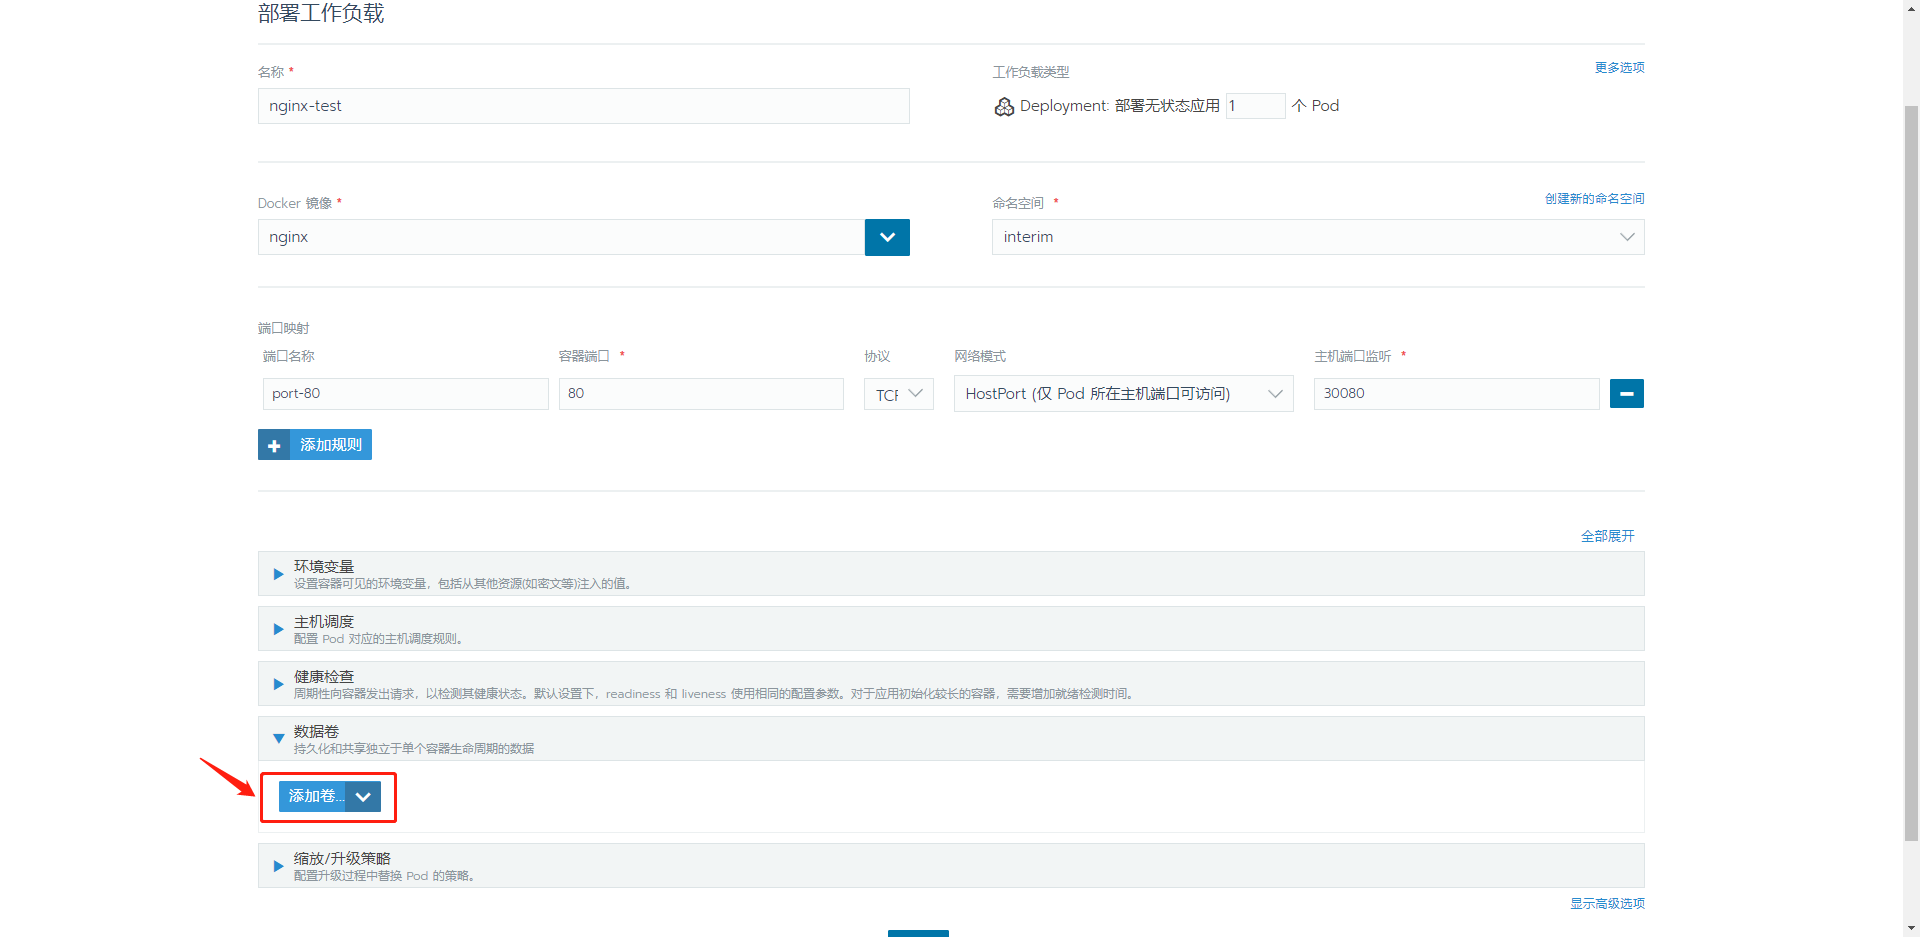 部署工作负载
名称 *
工作负载类型
更多选项
nginx-test
Deployment: 部署无状态应用 1 个 Pod
Docker 镜像 *
命名空间 *
创建新的命名空间
nginx
interim
端口映射
端口名称 容器端口 * 协议 网络模式 主机端口监听 *
port-80 80 TCP HostPort (仅 Pod 所在主机端口可访问) 30080
添加规则
全部展开
环境变量
设置容器可见的环境变量，包括从其他资源(如密文等)注入的值。
主机调度
配置 Pod 对应的主机调度规则。
健康检查
周期性向容器发出请求，以检测其健康状态。默认设置下，readiness 和 liveness 使用相同的配置参数。对于应用初始化较长的容器，需要增加就绪检测时间。
数据卷
持久化和共享独立于单个容器生命周期的数据
添加卷...
缩放/升级策略
配置升级过程中替换 Pod 的策略。
显示高级选项